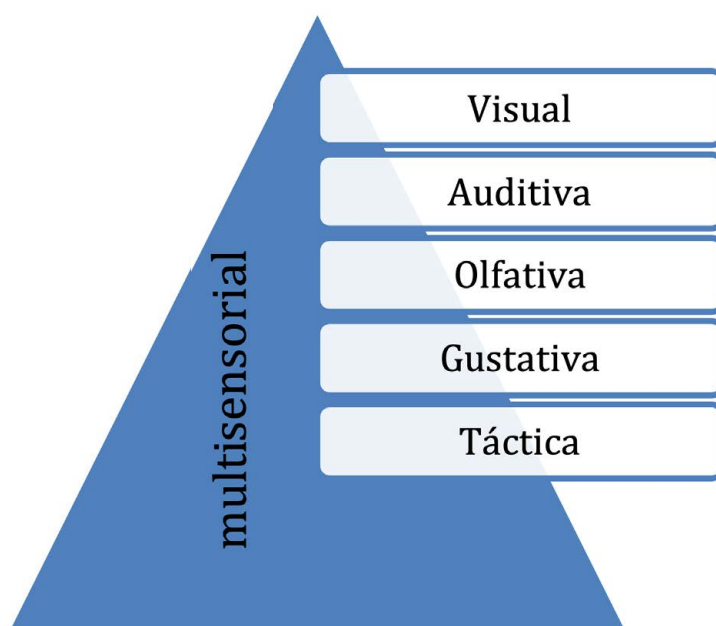 Visual
Auditiva
Olfativa
Gustativa
Táctica
multisensorial